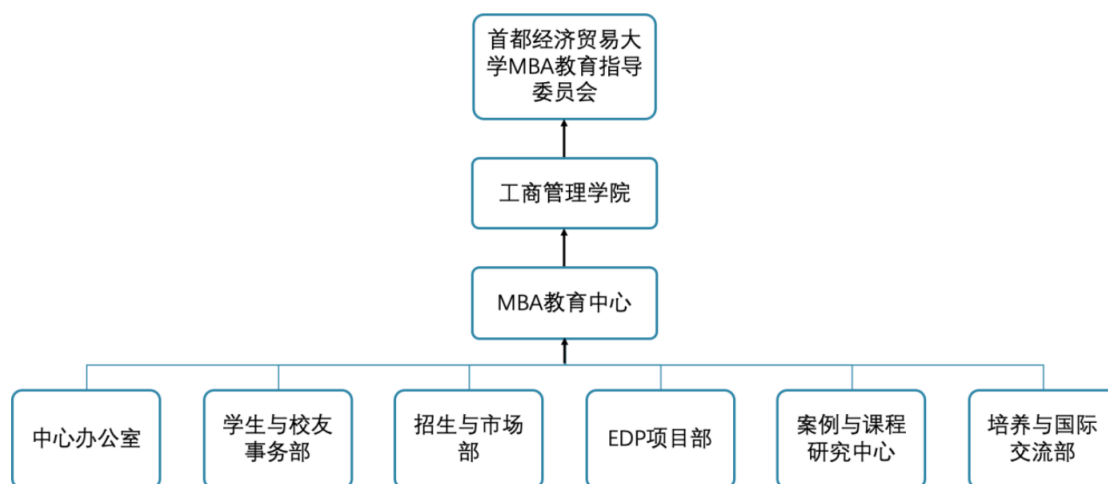 首都经济贸易大
学MBA教育指导
委员会
工商管理学院
MBA教育中心
中心办公室
学生与校友
事务部
招生与市场
部
EDP项目部
案例与课程
研究中心
培养与国际
交流部